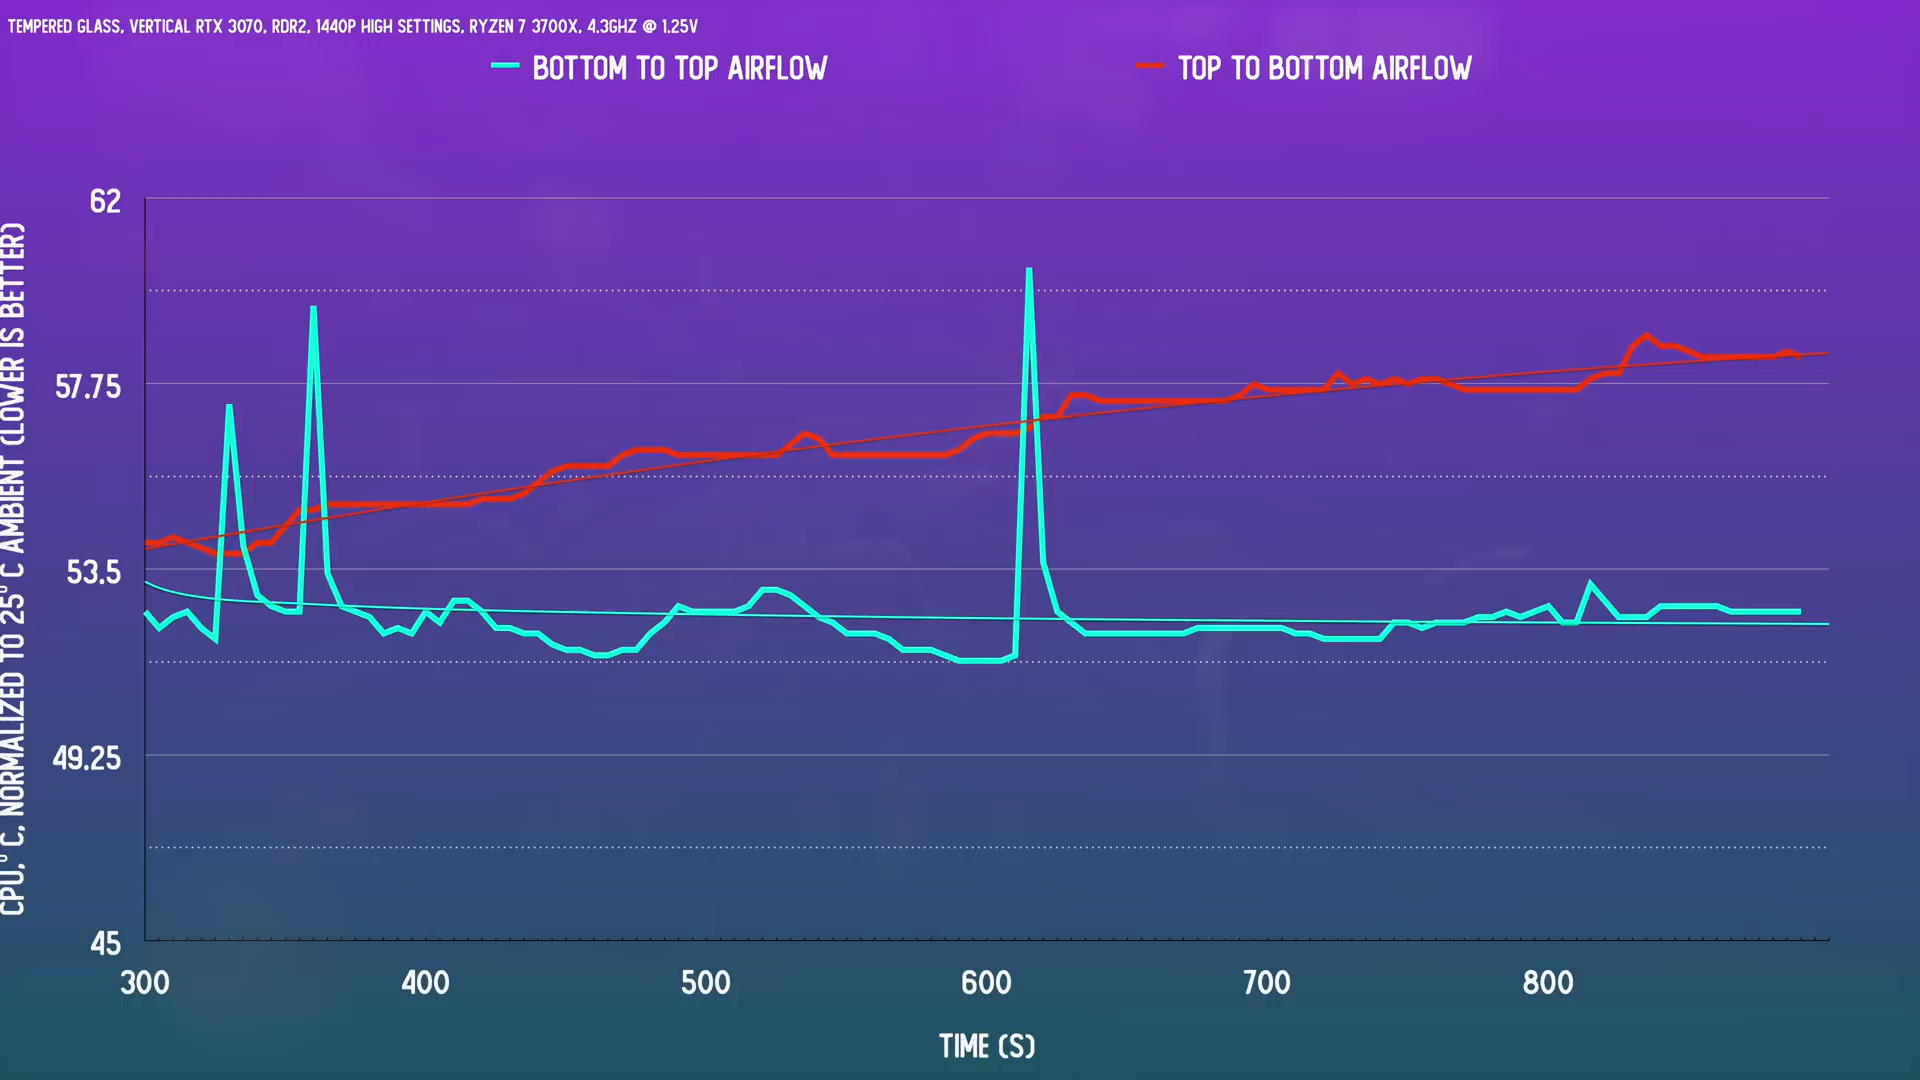 TEMPERED GLASS, VERTICAL RTX 3070, RDR2, 1440P HIGH SETTINGS, RYZEN 7 3700X, 4.3GHZ @ 1.25V
BOTTOM TO TOP AIRFLOW
TOP TO BOTTOM AIRFLOW
CPU,° C, NORMALIZED TO 25° C AMBIENT (LOWER IS BETTER)
62
57.75
53.5
49.25
45
300 400 500 600 700 800
TIME (S)